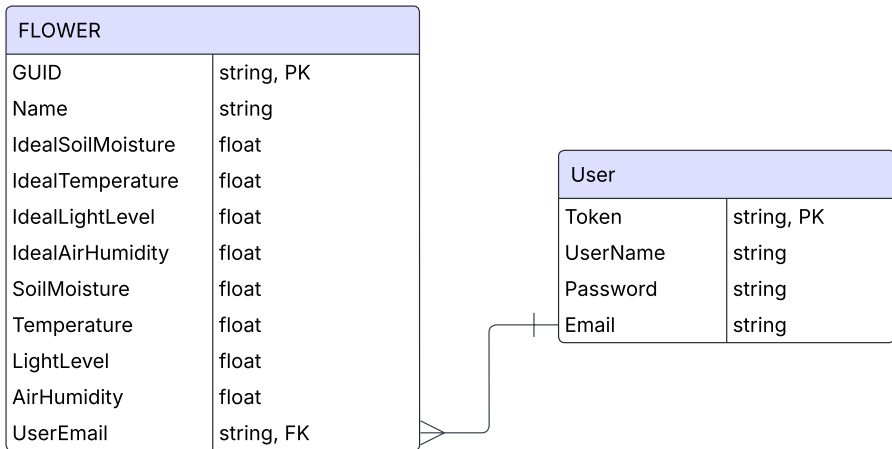 FLOWER
GUID string, PK
Name string
IdealSoilMoisture float
IdealTemperature float
IdealLightLevel float
IdealAirHumidity float
SoilMoisture float
Temperature float
LightLevel float
AirHumidity float
UserEmail string, FK
User
Token string, PK
UserName string
Password string
Email string